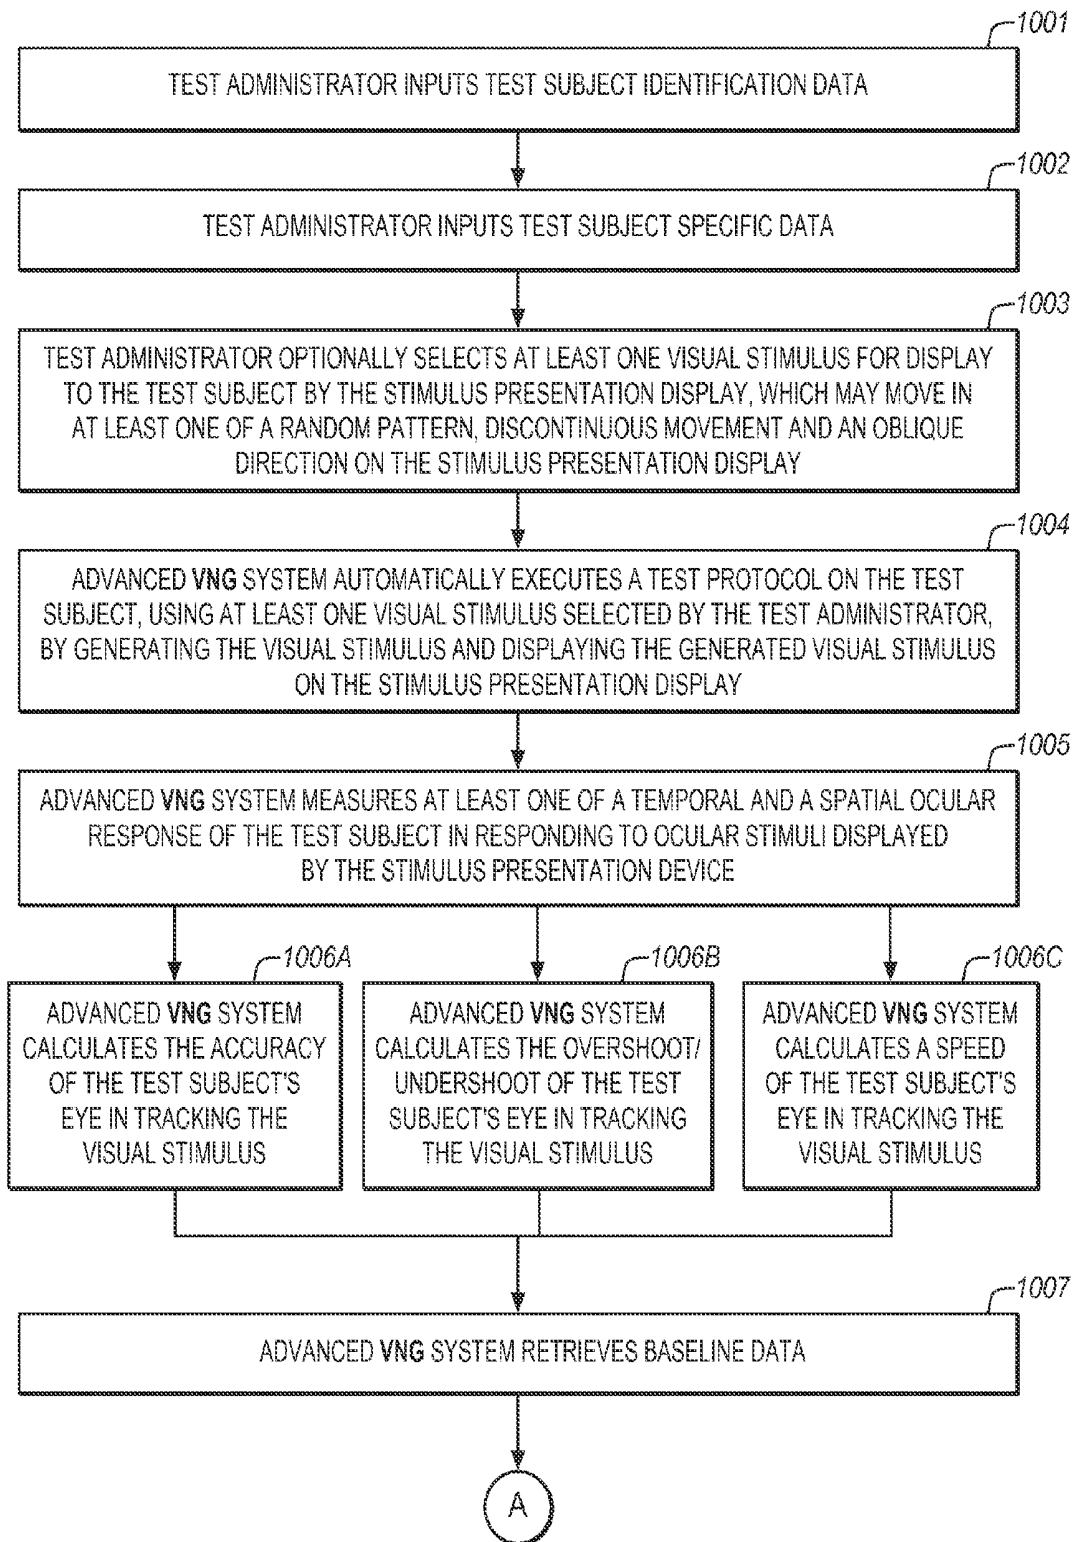 1001
TEST ADMINISTRATOR INPUTS TEST SUBJECT IDENTIFICATION DATA
1002
TEST ADMINISTRATOR INPUTS TEST SUBJECT SPECIFIC DATA
1003
TEST ADMINISTRATOR OPTIONALLY SELECTS AT LEAST ONE VISUAL STIMULUS FOR DISPLAY
TO THE TEST SUBJECT BY THE STIMULUS PRESENTATION DISPLAY, WHICH MAY MOVE IN
AT LEAST ONE OF A RANDOM PATTERN, DISCONTINUOUS MOVEMENT AND AN OBLIQUE
DIRECTION ON THE STIMULUS PRESENTATION DISPLAY
1004
ADVANCED VNG SYSTEM AUTOMATICALLY EXECUTES A TEST PROTOCOL ON THE TEST
SUBJECT, USING AT LEAST ONE VISUAL STIMULUS SELECTED BY THE TEST ADMINISTRATOR,
BY GENERATING THE VISUAL STIMULUS AND DISPLAYING THE GENERATED VISUAL STIMULUS
ON THE STIMULUS PRESENTATION DISPLAY
1005
ADVANCED VNG SYSTEM MEASURES AT LEAST ONE OF A TEMPORAL AND A SPATIAL OCULAR
RESPONSE OF THE TEST SUBJECT IN RESPONDING TO OCULAR STIMULI DISPLAYED
BY THE STIMULUS PRESENTATION DEVICE
1006A
ADVANCED VNG SYSTEM
CALCULATES THE ACCURACY
OF THE TEST SUBJECT'S
EYE IN TRACKING THE
VISUAL STIMULUS
1006B
ADVANCED VNG SYSTEM
CALCULATES THE OVERSHOOT/
UNDERSHOOT OF THE TEST
SUBJECT'S EYE IN TRACKING
THE VISUAL STIMULUS
1006C
ADVANCED VNG SYSTEM
CALCULATES A SPEED
OF THE TEST SUBJECT'S
EYE IN TRACKING THE
VISUAL STIMULUS
1007
ADVANCED VNG SYSTEM RETRIEVES BASELINE DATA
A